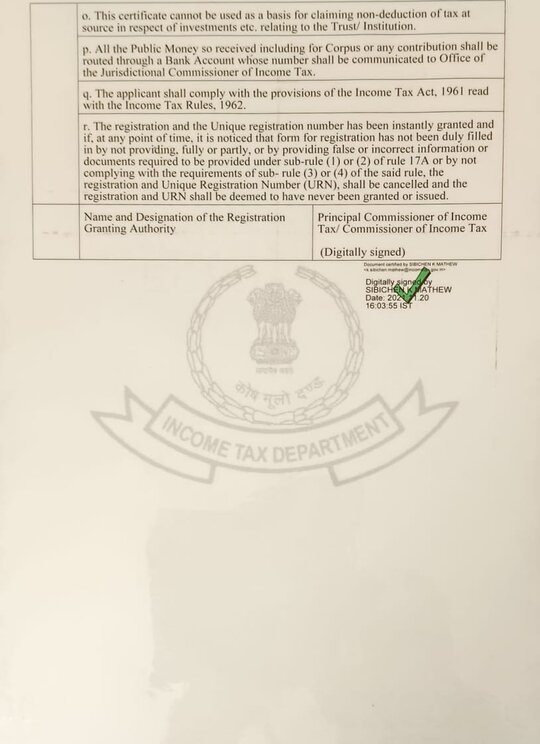 o. This certificate cannot be used as a basis for claiming non-deduction of tax at
source in respect of investments etc. relating to the Trust/ Institution.
p. All the Public Money so received including for Corpus or any contribution shall be
routed through a Bank Account whose number shall be communicated to Office of
the Jurisdictional Commissioner of Income Tax.
q. The applicant shall comply with the provisions of the Income Tax Act, 1961 read
with the Income Tax Rules, 1962.
r. The registration and the Unique registration number has been instantly granted and
if, at any point of time, it is noticed that form for registration has not been duly filled
in by not providing, fully or partly, or by providing false or incorrect information or
documents required to be provided under sub-rule (1) or (2) of rule 17A or by not
complying with the requirements of sub- rule (3) or (4) of the said rule, the
registration and Unique Registration Number (URN), shall be cancelled and the
registration and URN shall be deemed to have never been granted or issued.
Name and Designation of the Registration
Granting Authority
Principal Commissioner of Income
Tax/ Commissioner of Income Tax
(Digitally signed)
Document certified by SIBICHEN K MATHEW
Digitally signed by
SIBICHEN K MATHEW
Date:
16:03:55 IST
सत्यमेव जयते
कोष मूलो दण्ड
INCOME TAX DEPARTMENT